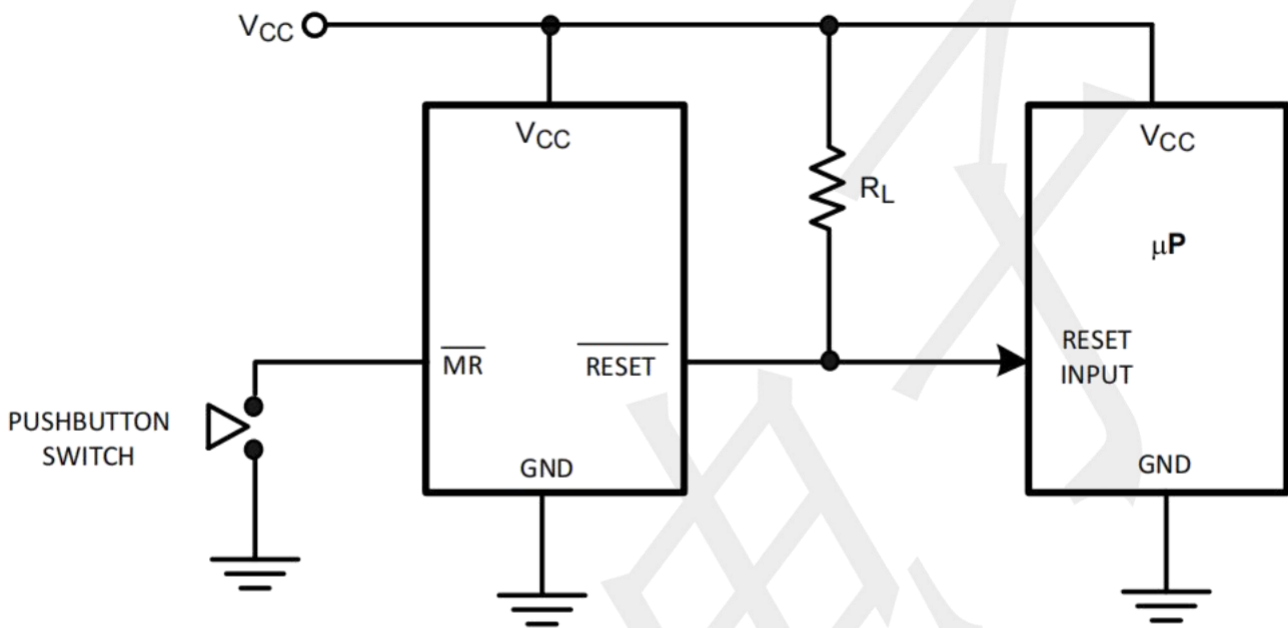 VCC
VCC
VCC
RL
μP
MR
RESET
RESET
INPUT
PUSHBUTTON
SWITCH
GND
GND